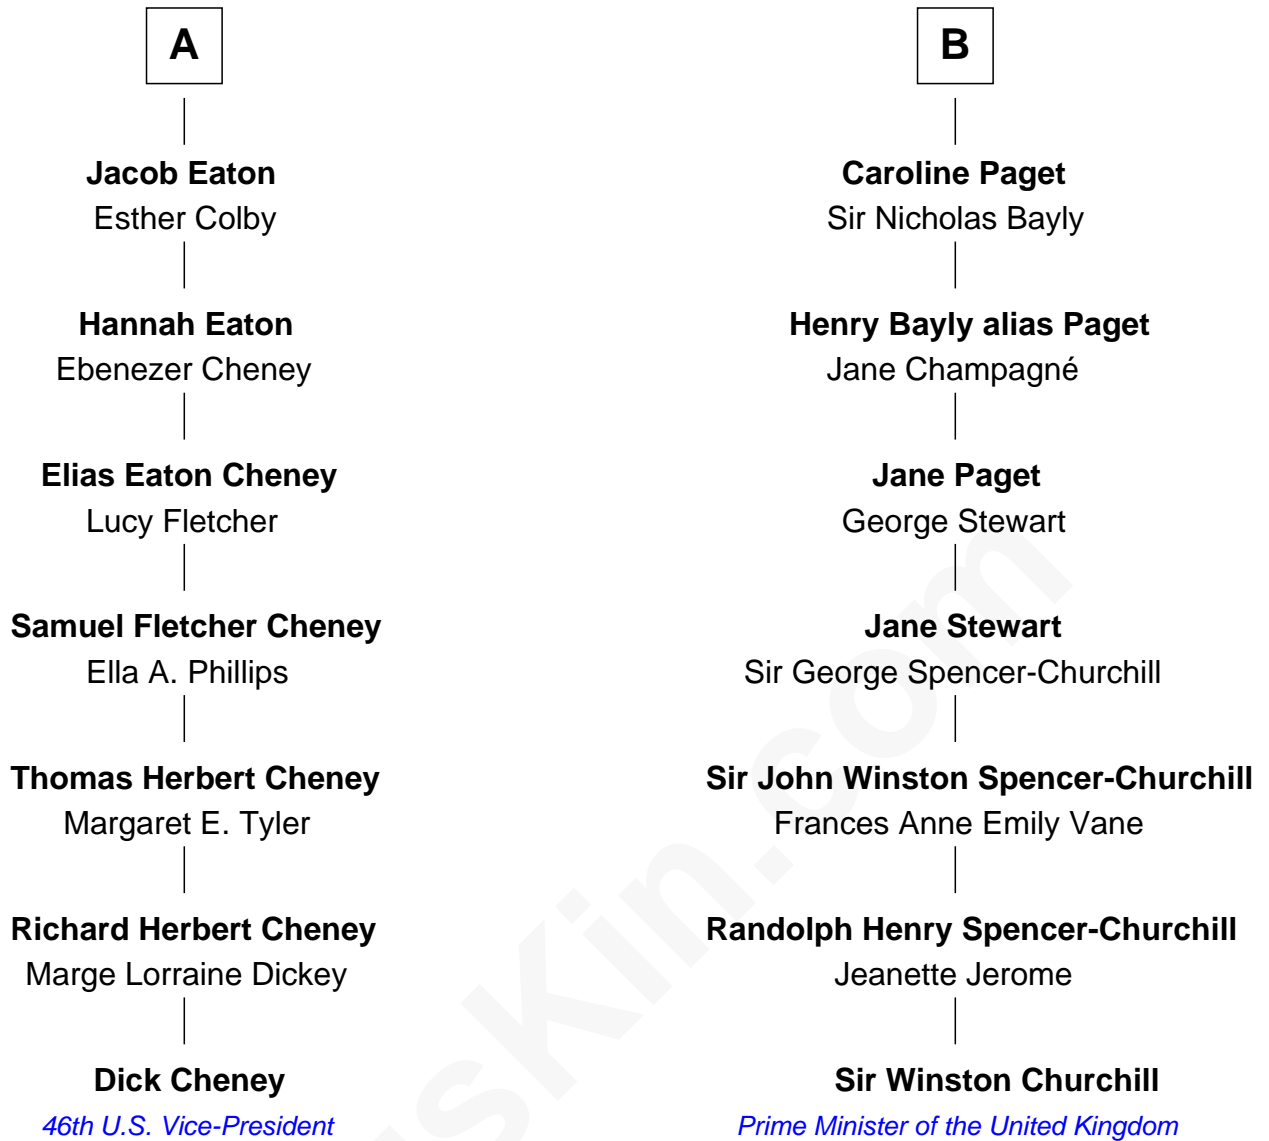 A
Jacob Eaton
Esther Colby
Hannah Eaton
Ebenezer Cheney
Elias Eaton Cheney
Lucy Fletcher
Samuel Fletcher Cheney
Ella A. Phillips
Thomas Herbert Cheney
Margaret E. Tyler
Richard Herbert Cheney
Marge Lorraine Dickey
Dick Cheney
46th U.S. Vice-President
B
Caroline Paget
Sir Nicholas Bayly
Henry Bayly alias Paget
Jane Champagné
Jane Paget
George Stewart
Jane Stewart
Sir George Spencer-Churchill
Sir John Winston Spencer-Churchill
Frances Anne Emily Vane
Randolph Henry Spencer-Churchill
Jeanette Jerome
Sir Winston Churchill
Prime Minister of the United Kingdom